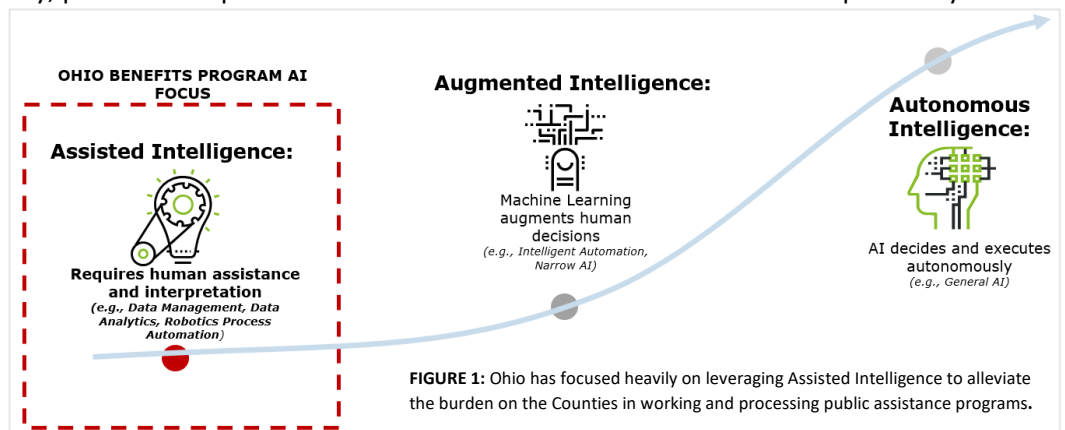 OHIO BENEFITS PROGRAM AI
FOCUS
Assisted Intelligence:
Requires human assistance
and interpretation
(e.g., Data Management, Data
Analytics, Robotics Process
Automation)
Augmented Intelligence:
Machine Learning
augments human
decisions
(e.g., Intelligent Automation,
Narrow AI)
Autonomous
Intelligence:
AI decides and executes
autonomously
(e.g., General AI)
FIGURE 1: Ohio has focused heavily on leveraging Assisted Intelligence to alleviate
the burden on the Counties in working and processing public assistance programs.